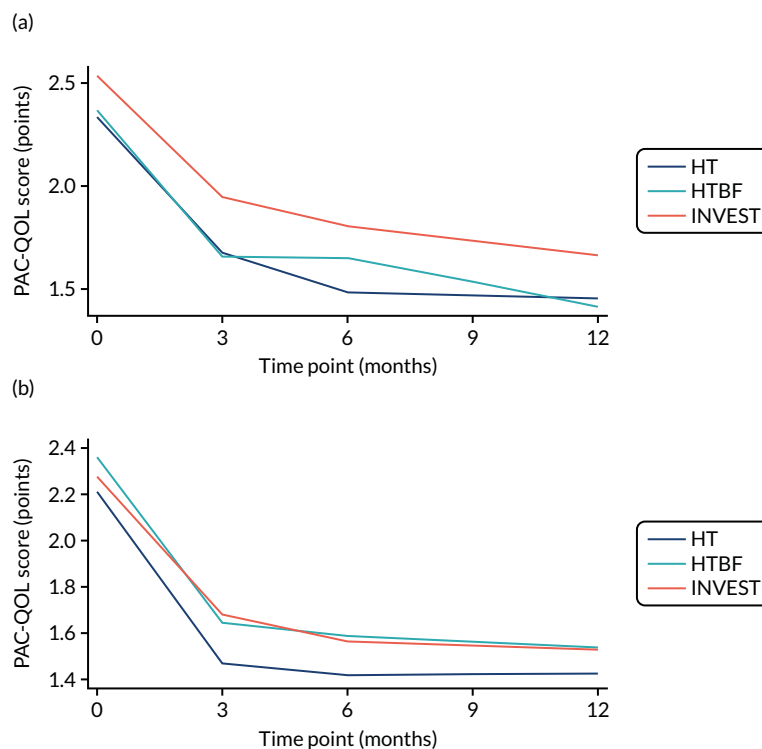 (a)
PAC-QOL score (points)
2.5
2.0
1.5
0 3 6 9 12
Time point (months)
HT
HTBF
INVEST
(b)
PAC-QOL score (points)
2.4
2.2
2.0
1.8
1.6
1.4
0 3 6 9 12
Time point (months)
HT
HTBF
INVEST